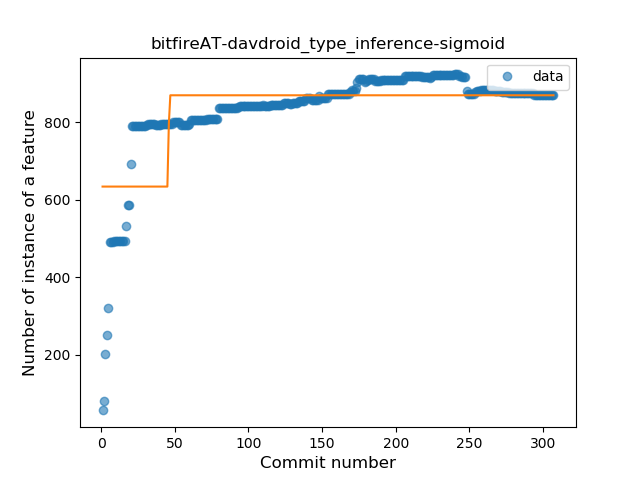 bitfireAT-davdroid_type_inference-sigmoid
data
Number of instance of a feature
800
600
400
200
0 50 100 150 200 250 300
Commit number